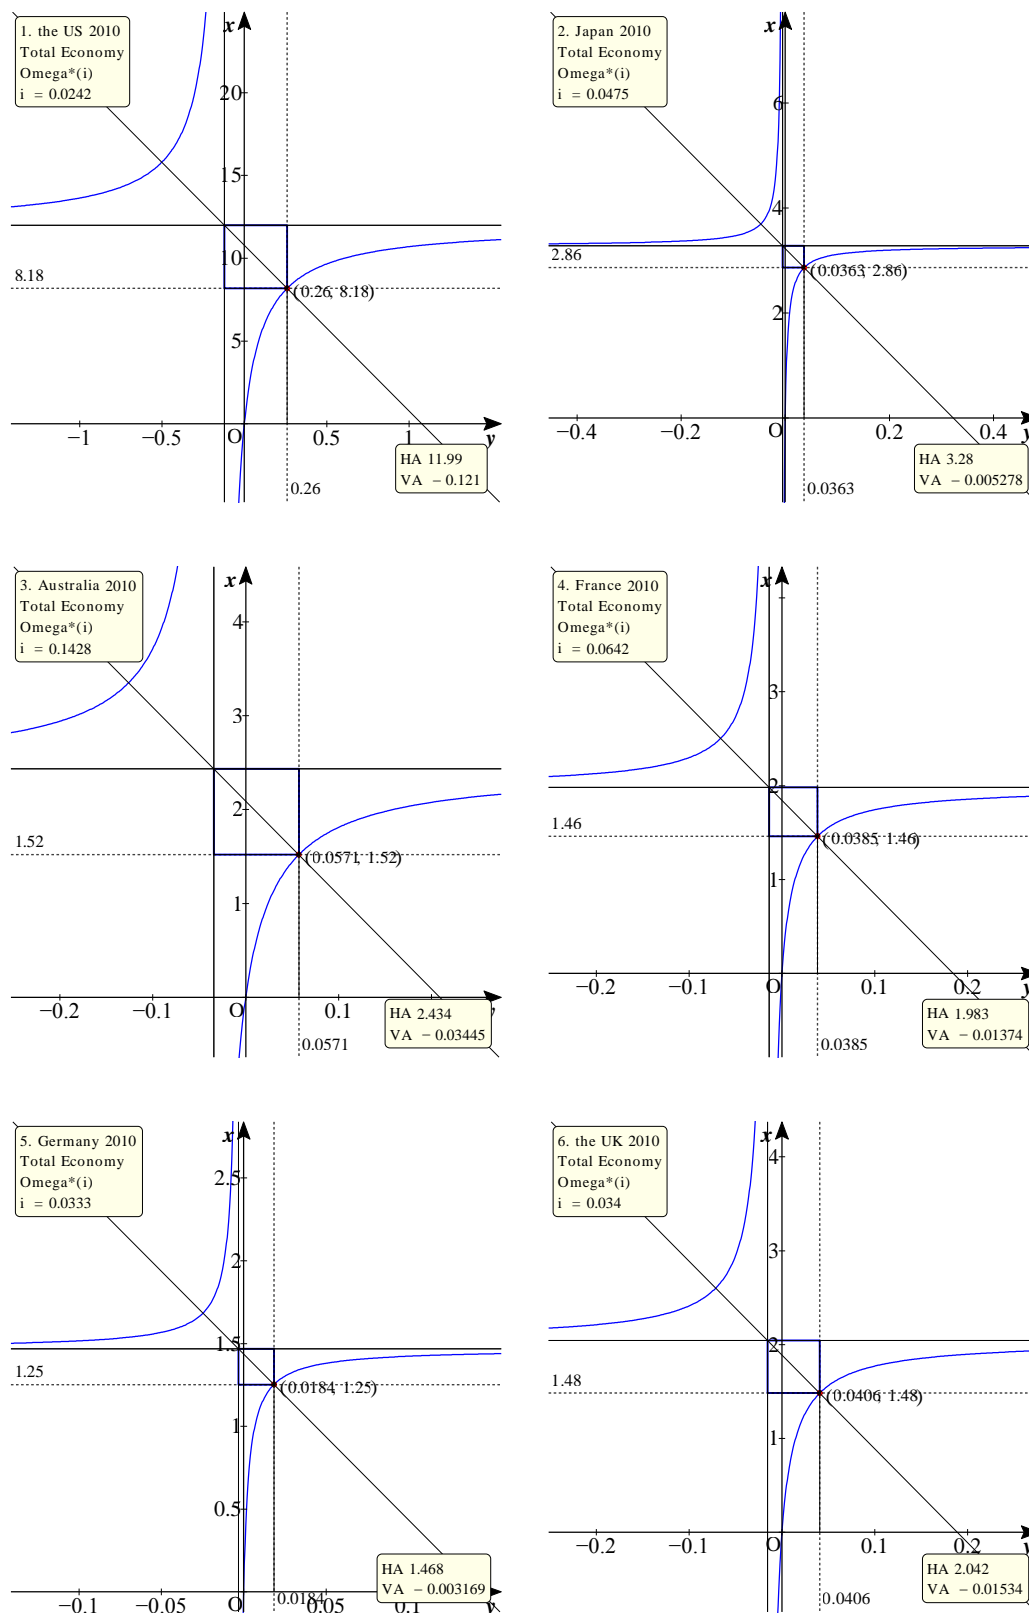 1. the US 2010
Total Economy
Omega*(i)
i = 0.0242
x
20
15
10
5
8.18
(0.26, 8.18)
−1
−0.5
O
0.5
1
y
HA 11.99
VA −0.121
0.26
2. Japan 2010
Total Economy
Omega*(i)
i = 0.0475
x
6
4
2
2.86
(0.0363, 2.86)
−0.4
−0.2
O
0.2
0.4
y
HA 3.28
VA −0.005278
0.0363
3. Australia 2010
Total Economy
Omega*(i)
i = 0.1428
x
4
3
2
1
1.52
(0.0571, 1.52)
−0.2
−0.1
O
0.1
HA 2.434
VA −0.03445
0.0571
4. France 2010
Total Economy
Omega*(i)
i = 0.0642
x
3
2
1
1.46
(0.0385, 1.46)
−0.2
−0.1
O
0.1
0.2
y
HA 1.983
VA −0.01374
0.0385
5. Germany 2010
Total Economy
Omega*(i)
i = 0.0333
x
2.5
2
1.5
1
0.5
1.25
(0.0184, 1.25)
−0.1
−0.05
O
0.05
0.1
y
HA 1.468
VA −0.003169
0.0184
6. the UK 2010
Total Economy
Omega*(i)
i = 0.034
x
4
3
2
1
1.48
(0.0406, 1.48)
−0.2
−0.1
O
0.1
0.2
y
HA 2.042
VA −0.01534
0.0406